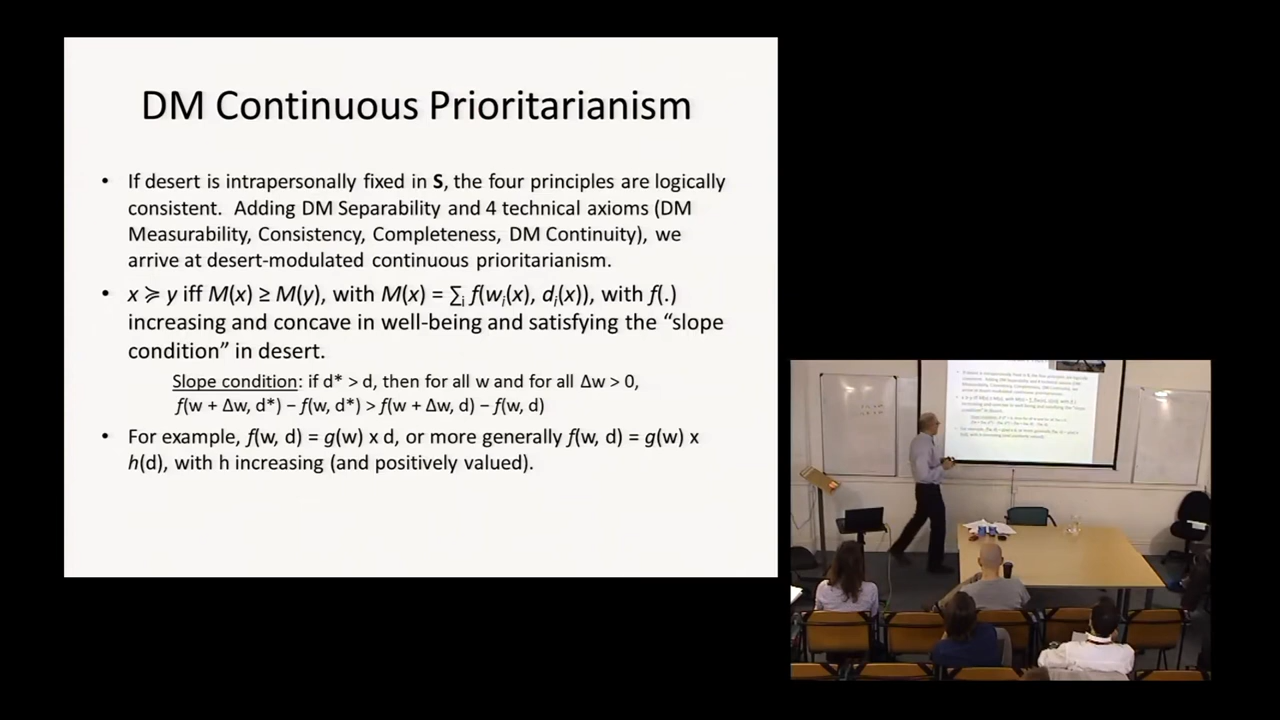 DM Continuous Prioritarianism
• If desert is intrapersonally fixed in S, the four principles are logically
consistent. Adding DM Separability and 4 technical axioms (DM
Measurability, Consistency, Completeness, DM Continuity), we
arrive at desert-modulated continuous prioritarianism.
• x ≽ y iff M(x) ≥ M(y), with M(x) = ∑i f(wi(x), di(x)), with f(.)
increasing and concave in well-being and satisfying the “slope
condition” in desert.
Slope condition: if d* > d, then for all w and for all Δw > 0,
f(w + Δw, d*) – f(w, d*) > f(w + Δw, d) – f(w, d)
• For example, f(w, d) = g(w) x d, or more generally f(w, d) = g(w) x
h(d), with h increasing (and positively valued).